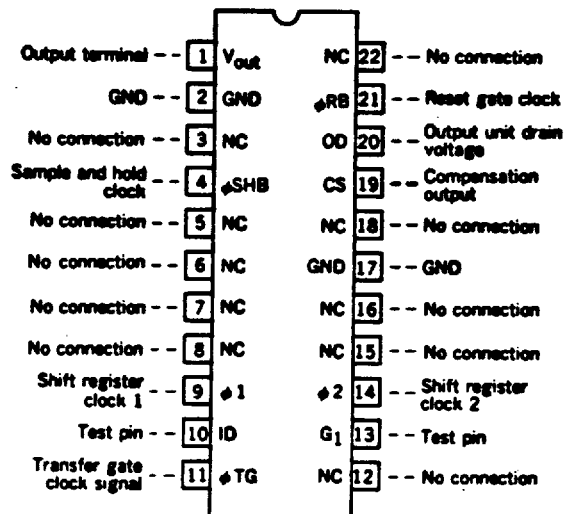 Output terminal -- 1 Vout NC 22 -- No connection
GND -- 2 GND φRB 21 -- Reset gate clock
No connection -- 3 NC OD 20 -- Output unit drain voltage
Sample and hold clock -- 4 φSHB CS 19 -- Compensation output
No connection -- 5 NC NC 18 -- No connection
No connection -- 6 NC GND 17 -- GND
No connection -- 7 NC NC 16 -- No connection
No connection -- 8 NC NC 15 -- No connection
Shift register clock 1 -- 9 φ1 φ2 14 -- Shift register clock 2
Test pin -- 10 ID G1 13 -- Test pin
Transfer gate clock signal -- 11 φTG NC 12 -- No connection